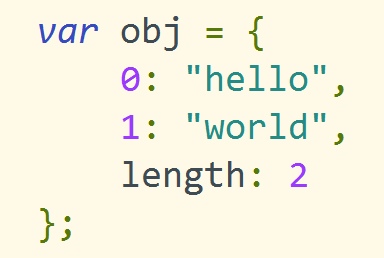 var obj = {
    0: "hello",
    1: "world",
    length: 2
};